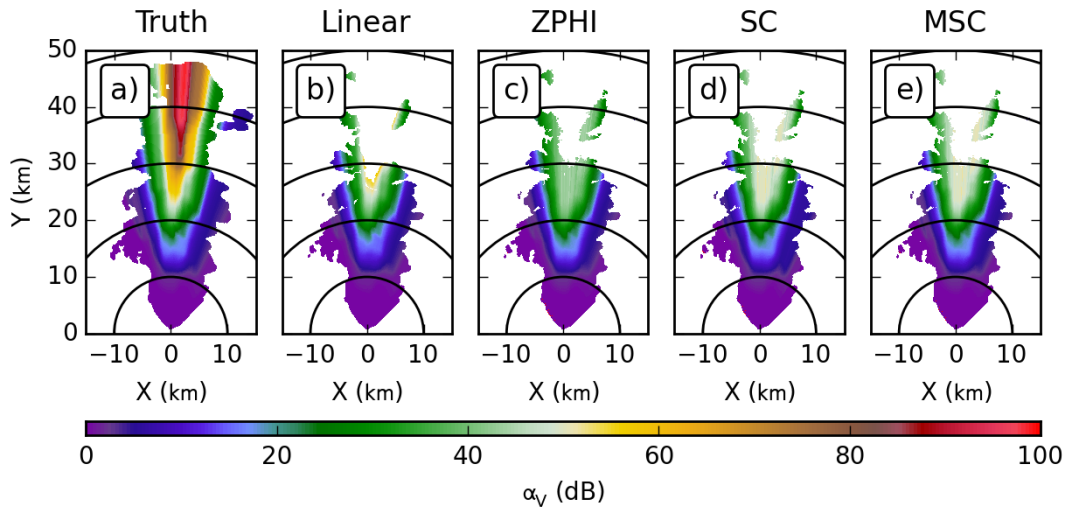 Truth Linear ZPHI SC MSC
50
40
30
20
10
0
Y (km)
a) b) c) d) e)
−10 0 10 −10 0 10 −10 0 10 −10 0 10 −10 0 10
X (km) X (km) X (km) X (km) X (km)
0 20 40 60 80 100
αV (dB)